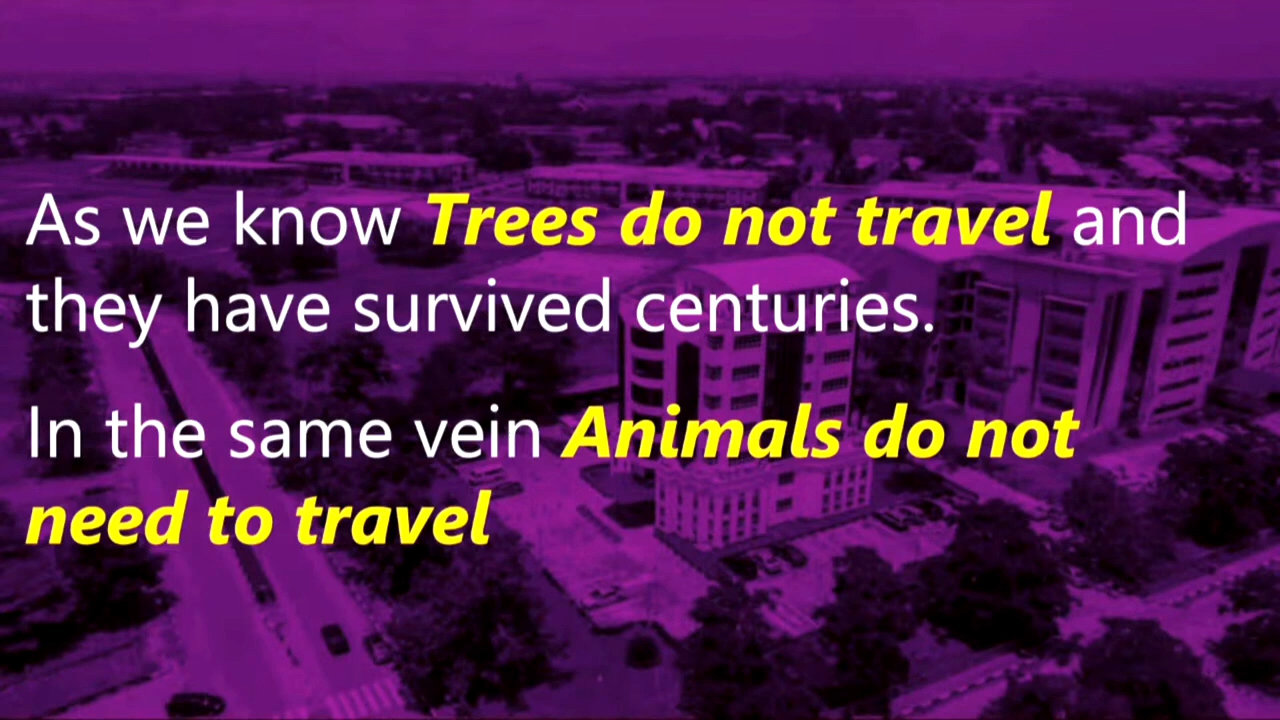 As we know Trees do not travel and
they have survived centuries.
In the same vein Animals do not
need to travel